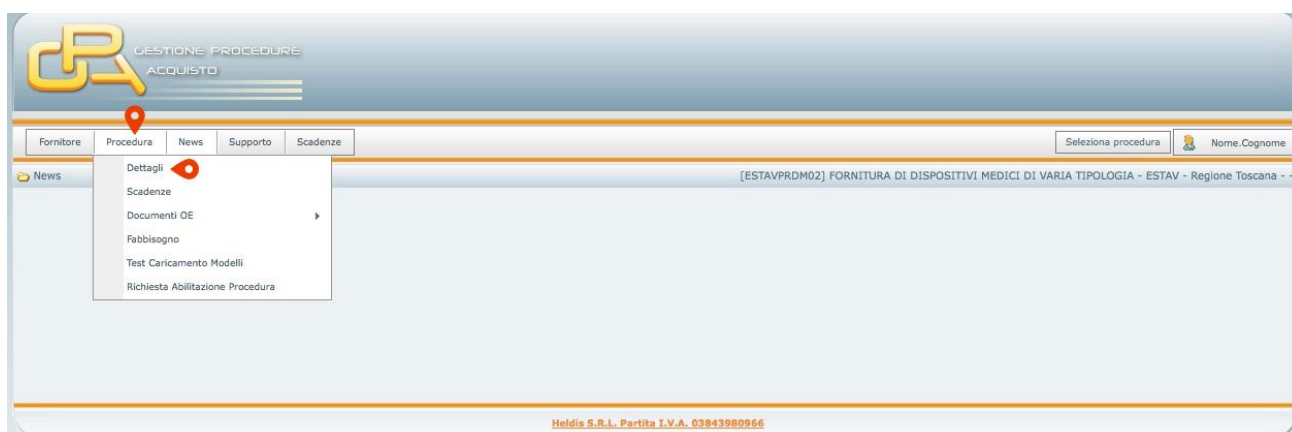 GPA
GESTIONE PROCEDURE
ACQUISTO
Fornitore Procedura News Supporto Scadenze Seleziona procedura Nome.Cognome
News [ESTAVPRDM02] FORNITURA DI DISPOSITIVI MEDICI DI VARIA TIPOLOGIA - ESTAV - Regione Toscana - -
Dettagli
Scadenze
Documenti OE
Fabbisogno
Test Caricamento Modelli
Richiesta Abilitazione Procedura
Heldis S.R.L. Partita I.V.A. 03843980966